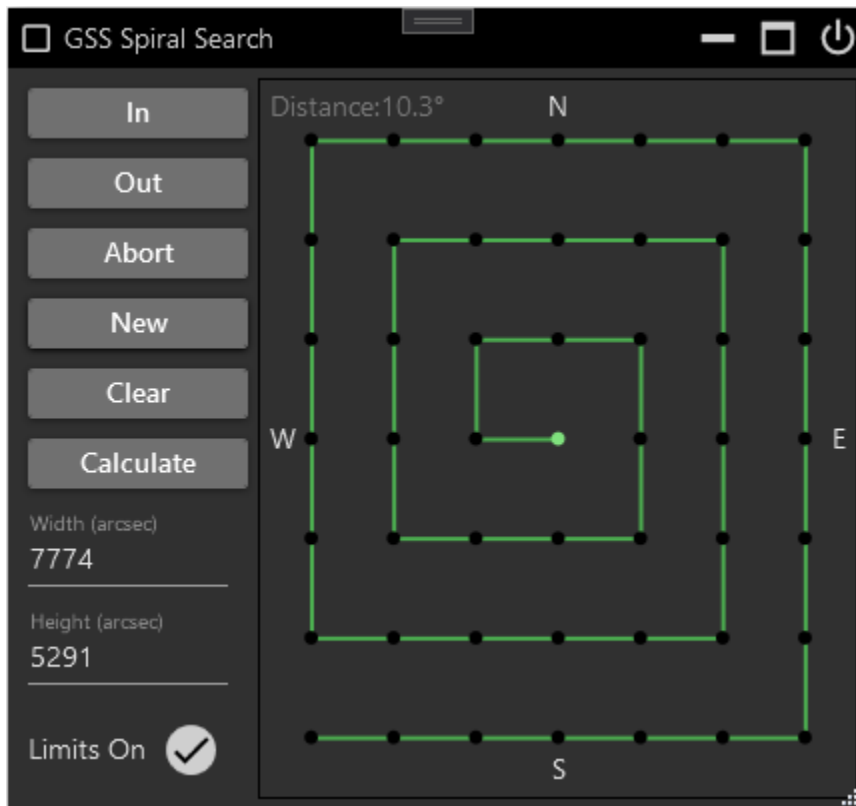 GSS Spiral Search
In
Out
Abort
New
Clear
Calculate
Width (arcsec)
7774
Height (arcsec)
5291
Limits On
Distance:10.3°
N
W
E
S